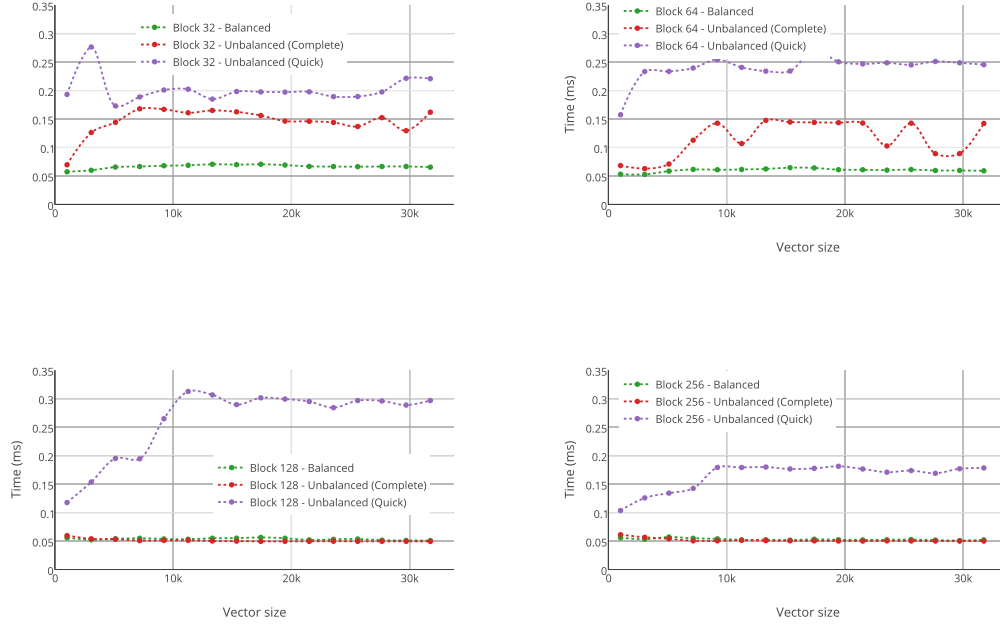 0.35
0.3
0.25
0.2
0.15
0.1
0.05
0
0
10k
20k
30k
Block 32 - Balanced
Block 32 - Unbalanced (Complete)
Block 32 - Unbalanced (Quick)
0.35
0.3
0.25
0.2
0.15
0.1
0.05
0
0
10k
20k
30k
Time (ms)
Vector size
Block 64 - Balanced
Block 64 - Unbalanced (Complete)
Block 64 - Unbalanced (Quick)
0.35
0.3
0.25
0.2
0.15
0.1
0.05
0
0
10k
20k
30k
Time (ms)
Vector size
Block 128 - Balanced
Block 128 - Unbalanced (Complete)
Block 128 - Unbalanced (Quick)
0.35
0.3
0.25
0.2
0.15
0.1
0.05
0
0
10k
20k
30k
Time (ms)
Vector size
Block 256 - Balanced
Block 256 - Unbalanced (Complete)
Block 256 - Unbalanced (Quick)